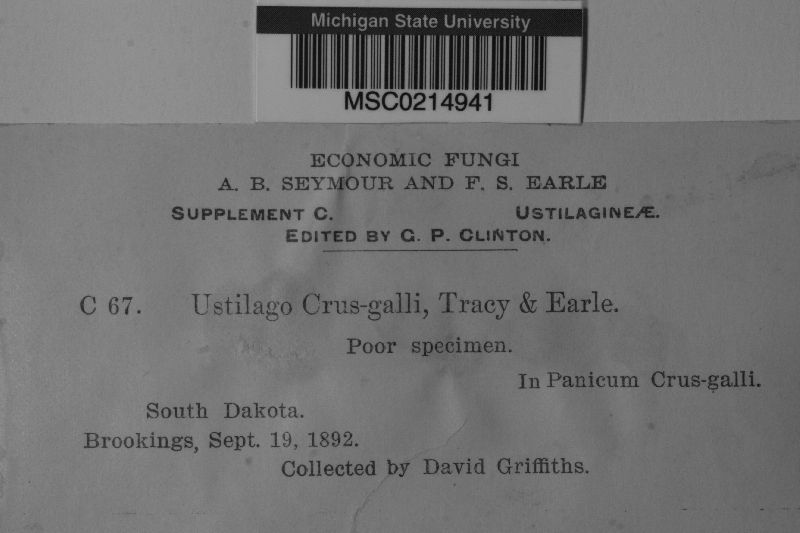 Michigan State University
MSC0214941
ECONOMIC FUNGI
A. B. SEYMOUR AND F. S. EARLE
SUPPLEMENT C. USTILAGINEÆ.
EDITED BY G. P. CLINTON.
C 67. Ustilago Crus-galli, Tracy & Earle.
Poor specimen.
In Panicum Crus-galli.
South Dakota.
Brookings, Sept. 19, 1892.
Collected by David Griffiths.